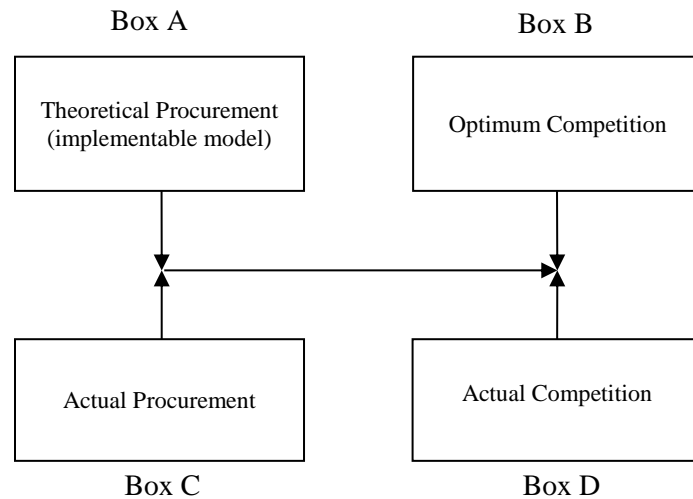 Box A
Box B
Theoretical Procurement
(implementable model)
Optimum Competition
Actual Procurement
Actual Competition
Box C
Box D